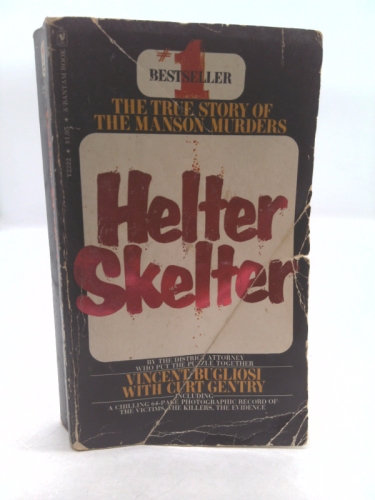 #1
BESTSELLER
THE TRUE STORY OF
THE MANSON MURDERS
Helter
Skelter
BY THE DISTRICT ATTORNEY
WHO PUT THE PUZZLE TOGETHER
VINCENT BUGLIOSI
WITH CURT GENTRY
INCLUDING
A CHILLING 64-PAGE PHOTOGRAPHIC RECORD OF
THE VICTIMS, THE KILLERS, THE EVIDENCE
A BANTAM BOOK